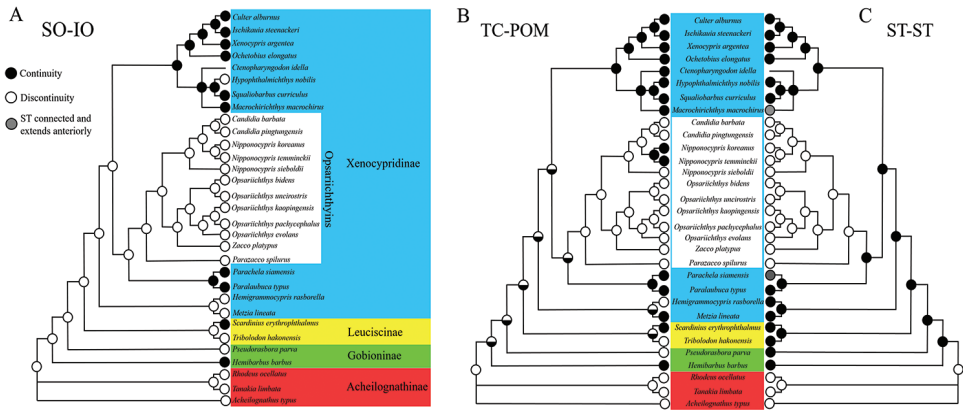 A
SO-IO
Continuity
Discontinuity
ST connected and
extends anteriorly
Culter alburnus
Ischikauia steenackeri
Xenocypris argentea
Ochetobius elongatus
Ctenopharyngodon idella
Hypophthalmichthys nobilis
Squaliobarbus curriculus
Macrochirichthys macrochirus
Candidia barbata
Candidia pingtungensis
Nipponocypris koreanus
Nipponocypris temminckii
Nipponocypris sieboldii
Opsariichthys bidens
Opsariichthys uncirostris
Opsariichthys kaopingensis
Opsariichthys pachycephalus
Opsariichthys evolans
Zacco platypus
Parazacco spilurus
Parachela siamensis
Paralaubuca typus
Hemigrammocypris rasborella
Metzia lineata
Scardinius erythrophthalmus
Tribolodon hakonensis
Pseudorasbora parva
Hemibarbus barbus
Rhodeus ocellatus
Tanakia limbata
Acheilognathus typus
Opsariichthyins
Xenocypridinae
Leuciscinae
Gobioninae
Acheilognathinae
B
TC-POM
C
ST-ST
Culter alburnus
Ischikauia steenackeri
Xenocypris argentea
Ochetobius elongatus
Ctenopharyngodon idella
Hypophthalmichthys nobilis
Squaliobarbus curriculus
Macrochirichthys macrochirus
Candidia barbata
Candidia pingtungensis
Nipponocypris koreanus
Nipponocypris temminckii
Nipponocypris sieboldii
Opsariichthys bidens
Opsariichthys uncirostris
Opsariichthys kaopingensis
Opsariichthys pachycephalus
Opsariichthys evolans
Zacco platypus
Parazacco spilurus
Parachela siamensis
Paralaubuca typus
Hemigrammocypris rasborella
Metzia lineata
Scardinius erythrophthalmus
Tribolodon hakonensis
Pseudorasbora parva
Hemibarbus barbus
Rhodeus ocellatus
Tanakia limbata
Acheilognathus typus